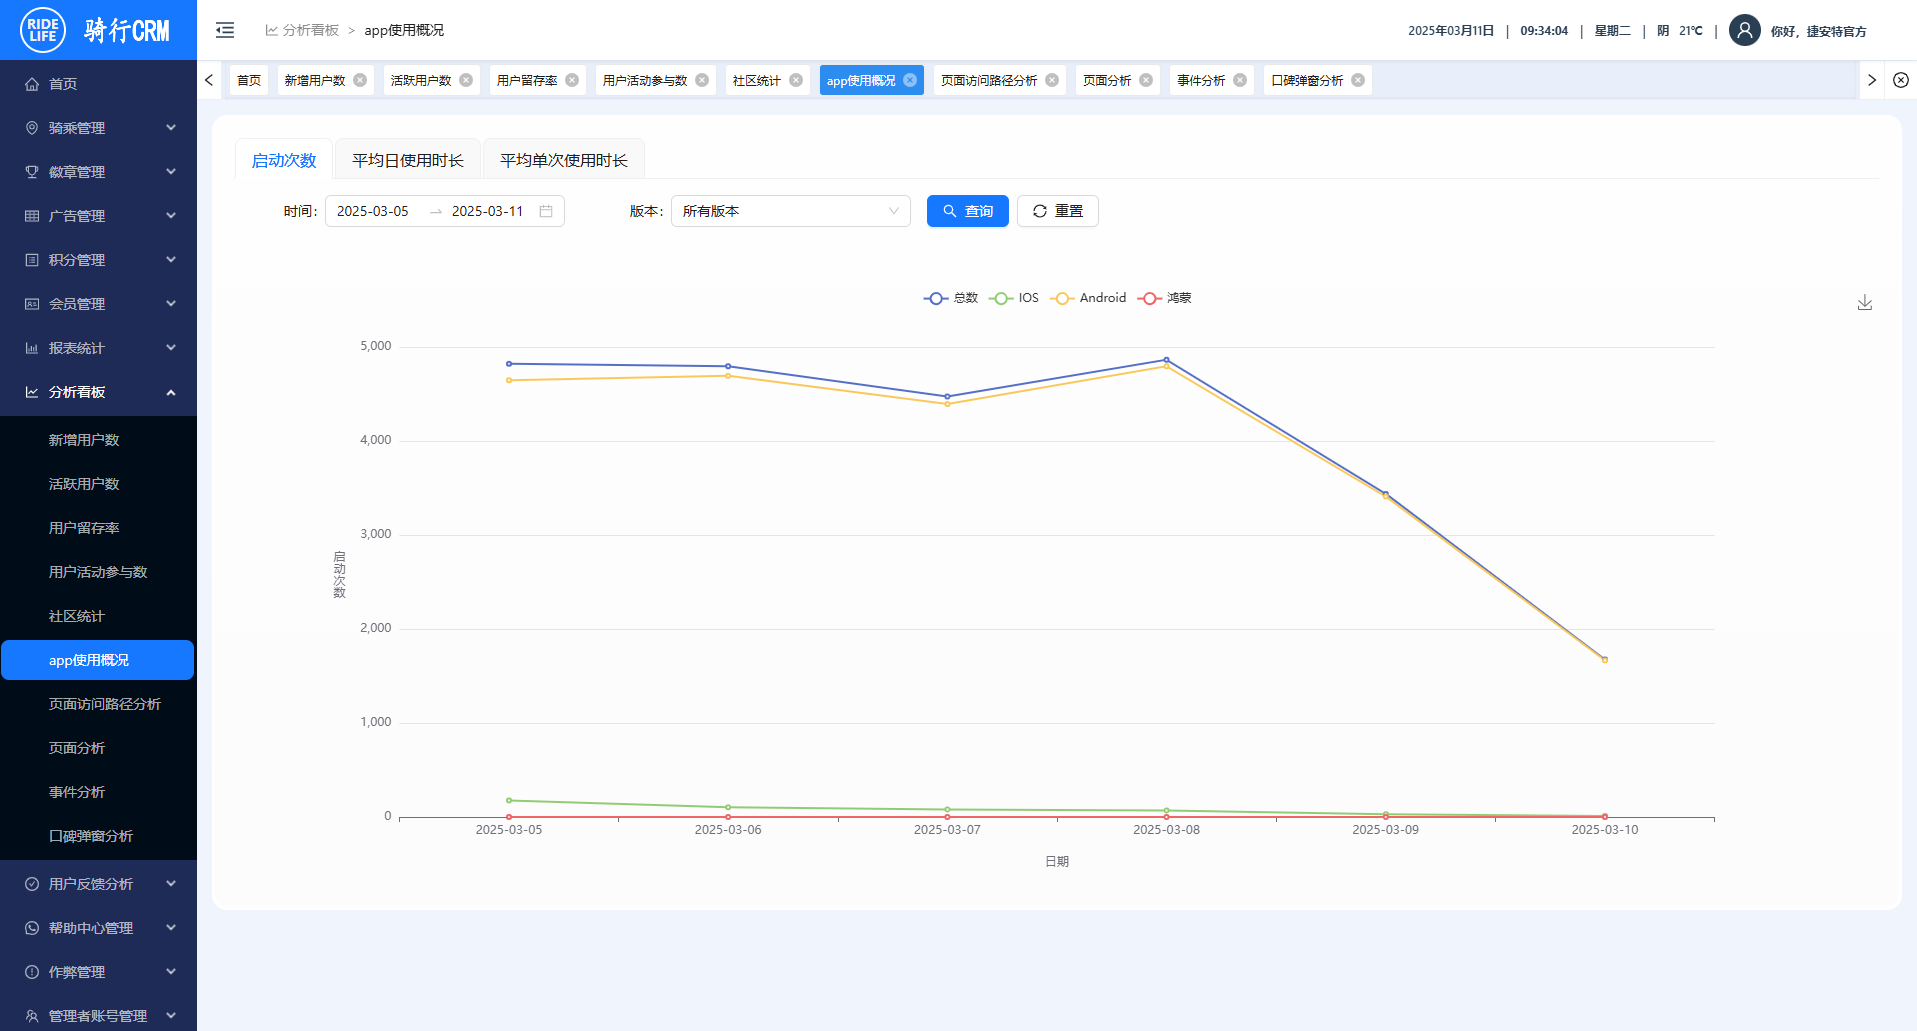 RIDE LIFE
骑行CRM
分析看板 > app使用概况
2025年03月11日 | 09:34:04 | 星期二 | 阴 21℃ | 你好，捷安特官方
首页 新增用户数 活跃用户数 用户留存率 用户活动参与数 社区统计 app使用概况 页面访问路径分析 页面分析 事件分析 口碑弹窗分析
首页
骑乘管理
徽章管理
广告管理
积分管理
会员管理
报表统计
分析看板
新增用户数
活跃用户数
用户留存率
用户活动参与数
社区统计
app使用概况
页面访问路径分析
页面分析
事件分析
口碑弹窗分析
用户反馈分析
帮助中心管理
作弊管理
管理者账号管理
启动次数 平均日使用时长 平均单次使用时长
时间： 2025-03-05 → 2025-03-11 版本： 所有版本 查询 重置
总数 IOS Android 鸿蒙
5,000
4,000
3,000
2,000
1,000
0
启动次数
2025-03-05 2025-03-06 2025-03-07 2025-03-08 2025-03-09 2025-03-10
日期